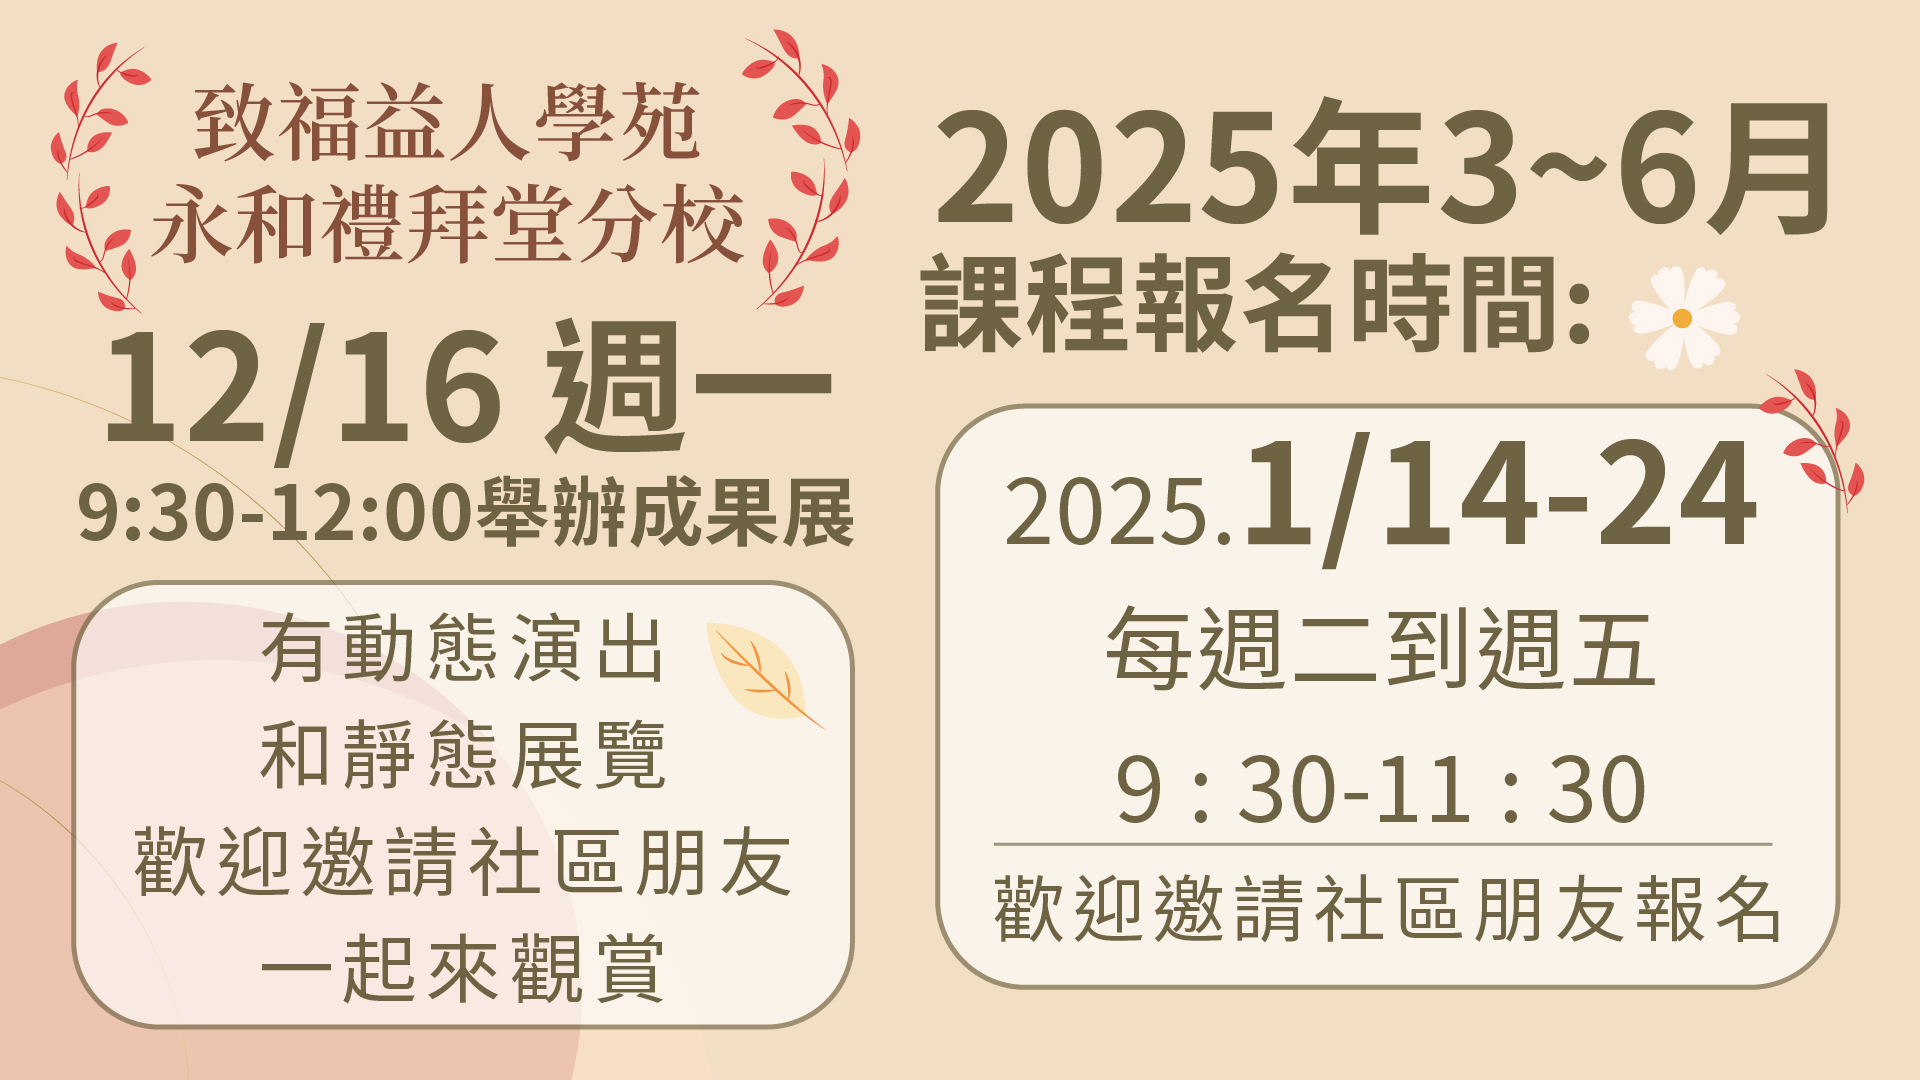 致福益人學苑
永和禮拜堂分校
12/16 週一
9:30-12:00舉辦成果展
有動態演出
和靜態展覽
歡迎邀請社區朋友
一起來觀賞
2025年3~6月
課程報名時間:
2025.1/14-24
每週二到週五
9：30-11：30
歡迎邀請社區朋友報名